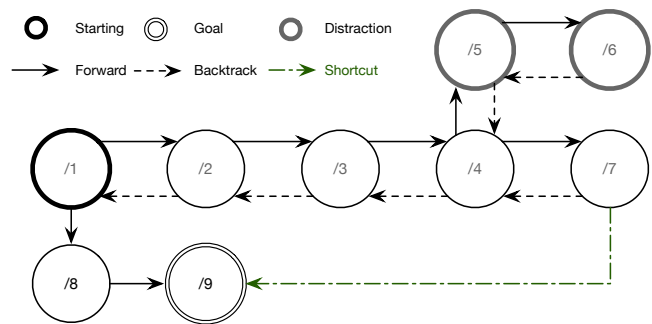 Starting Goal Distraction
Forward Backtrack Shortcut
/5 /6
/1 /2 /3 /4 /7
/8 /9